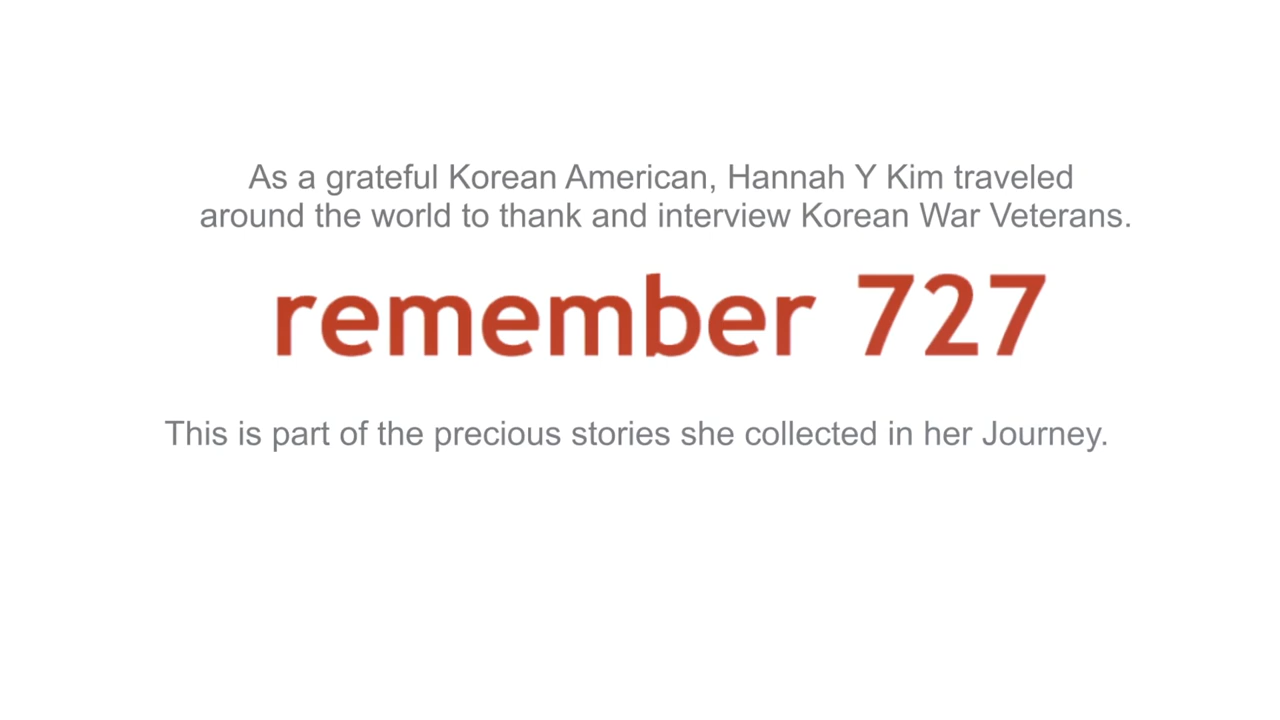 As a grateful Korean American, Hannah Y Kim traveled
around the world to thank and interview Korean War Veterans.
remember 727
This is part of the precious stories she collected in her Journey.